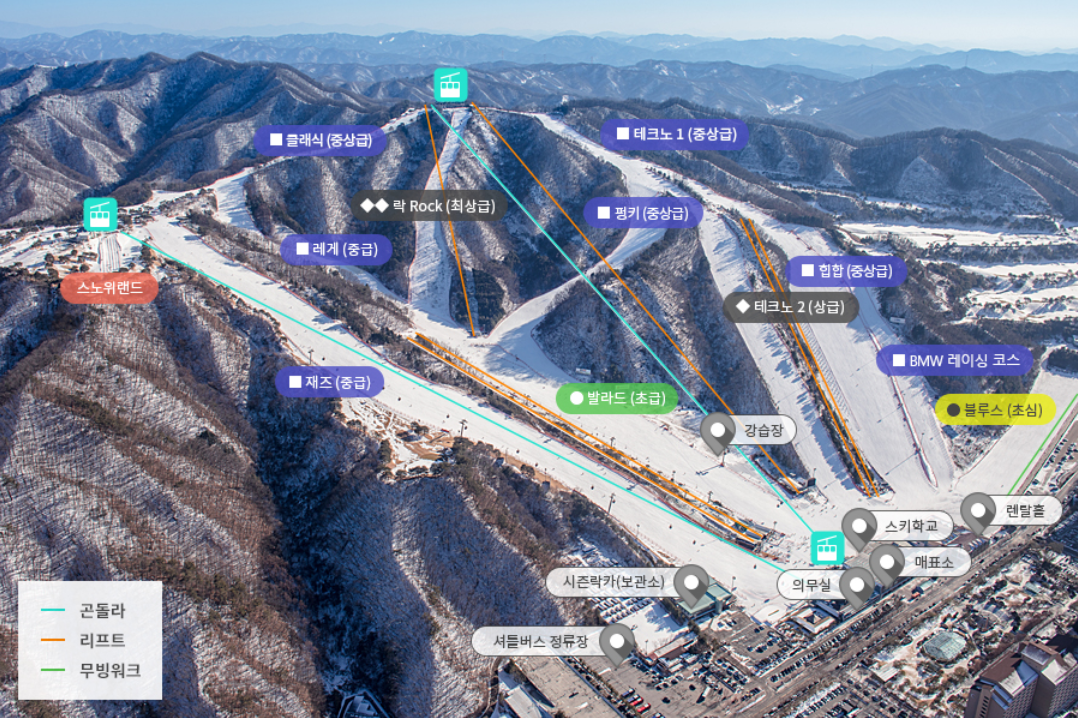 클래식 (중상급)
테크노 1 (중상급)
락 Rock (최상급)
펑키 (중상급)
레게 (중급)
힙합 (중상급)
스노위랜드
테크노 2 (상급)
BMW 레이싱 코스
재즈 (중급)
발라드 (초급)
블루스 (초심)
강습장
렌탈홀
스키학교
매표소
시즌락카(보관소)
의무실
셔틀버스 정류장
곤돌라
리프트
무빙워크